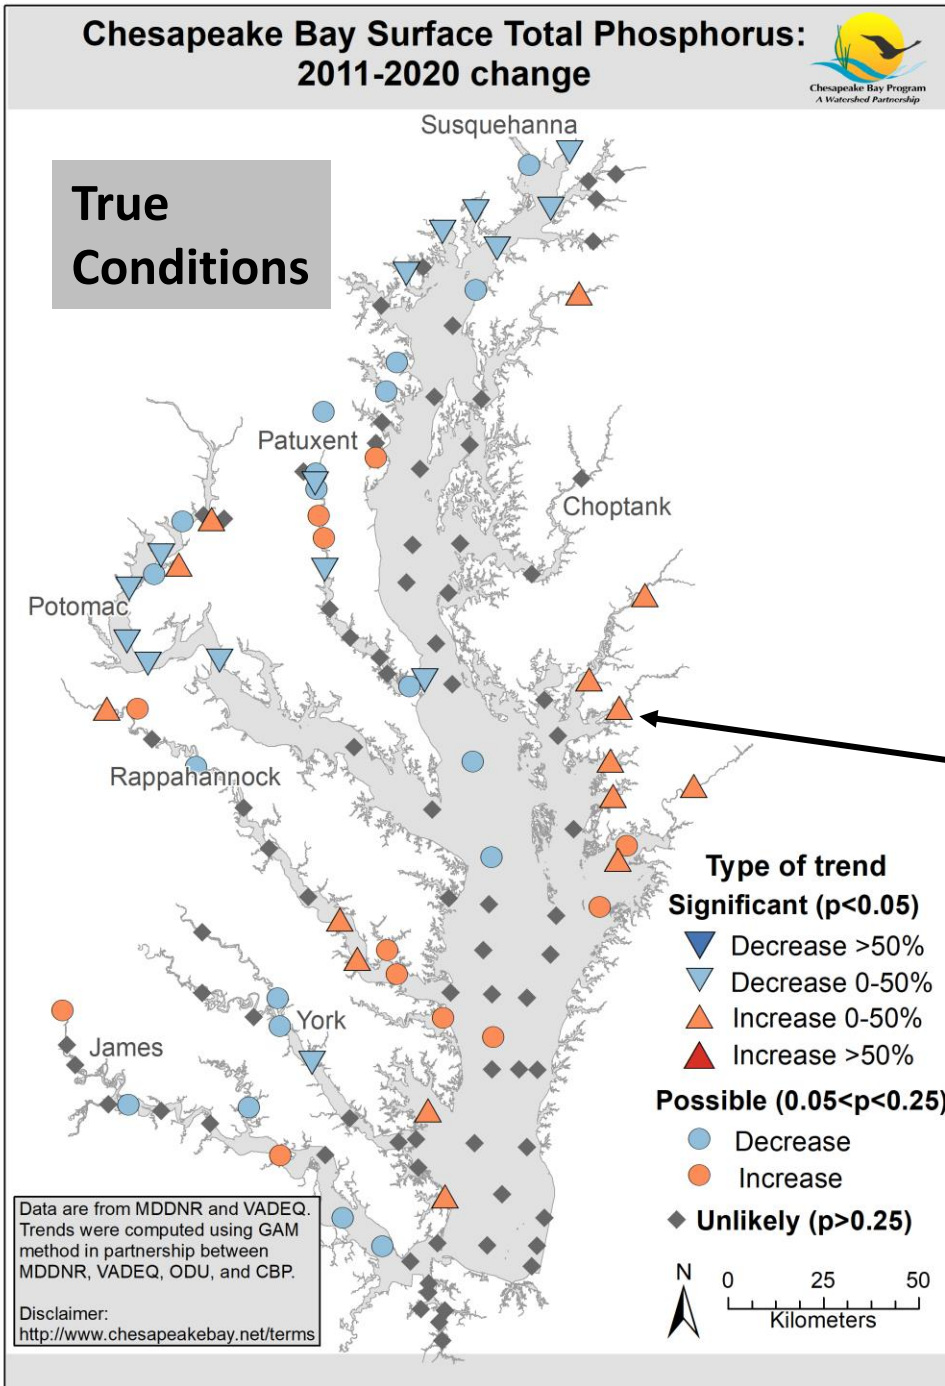 Chesapeake Bay Surface Total Phosphorus:
2011-2020 change
Chesapeake Bay Program
A Watershed Partnership
Susquehanna
True
Conditions
Patuxent
Choptank
Potomac
Rappahannock
York
James
Type of trend
Significant (p<0.05)
Decrease >50%
Decrease 0-50%
Increase 0-50%
Increase >50%
Possible (0.05<p<0.25)
Decrease
Increase
Unlikely (p>0.25)
N
0 25 50
Kilometers
Data are from MDDNR and VADEQ.
Trends were computed using GAM
method in partnership between
MDDNR, VADEQ, ODU, and CBP.
Disclaimer:
http://www.chesapeakebay.net/terms